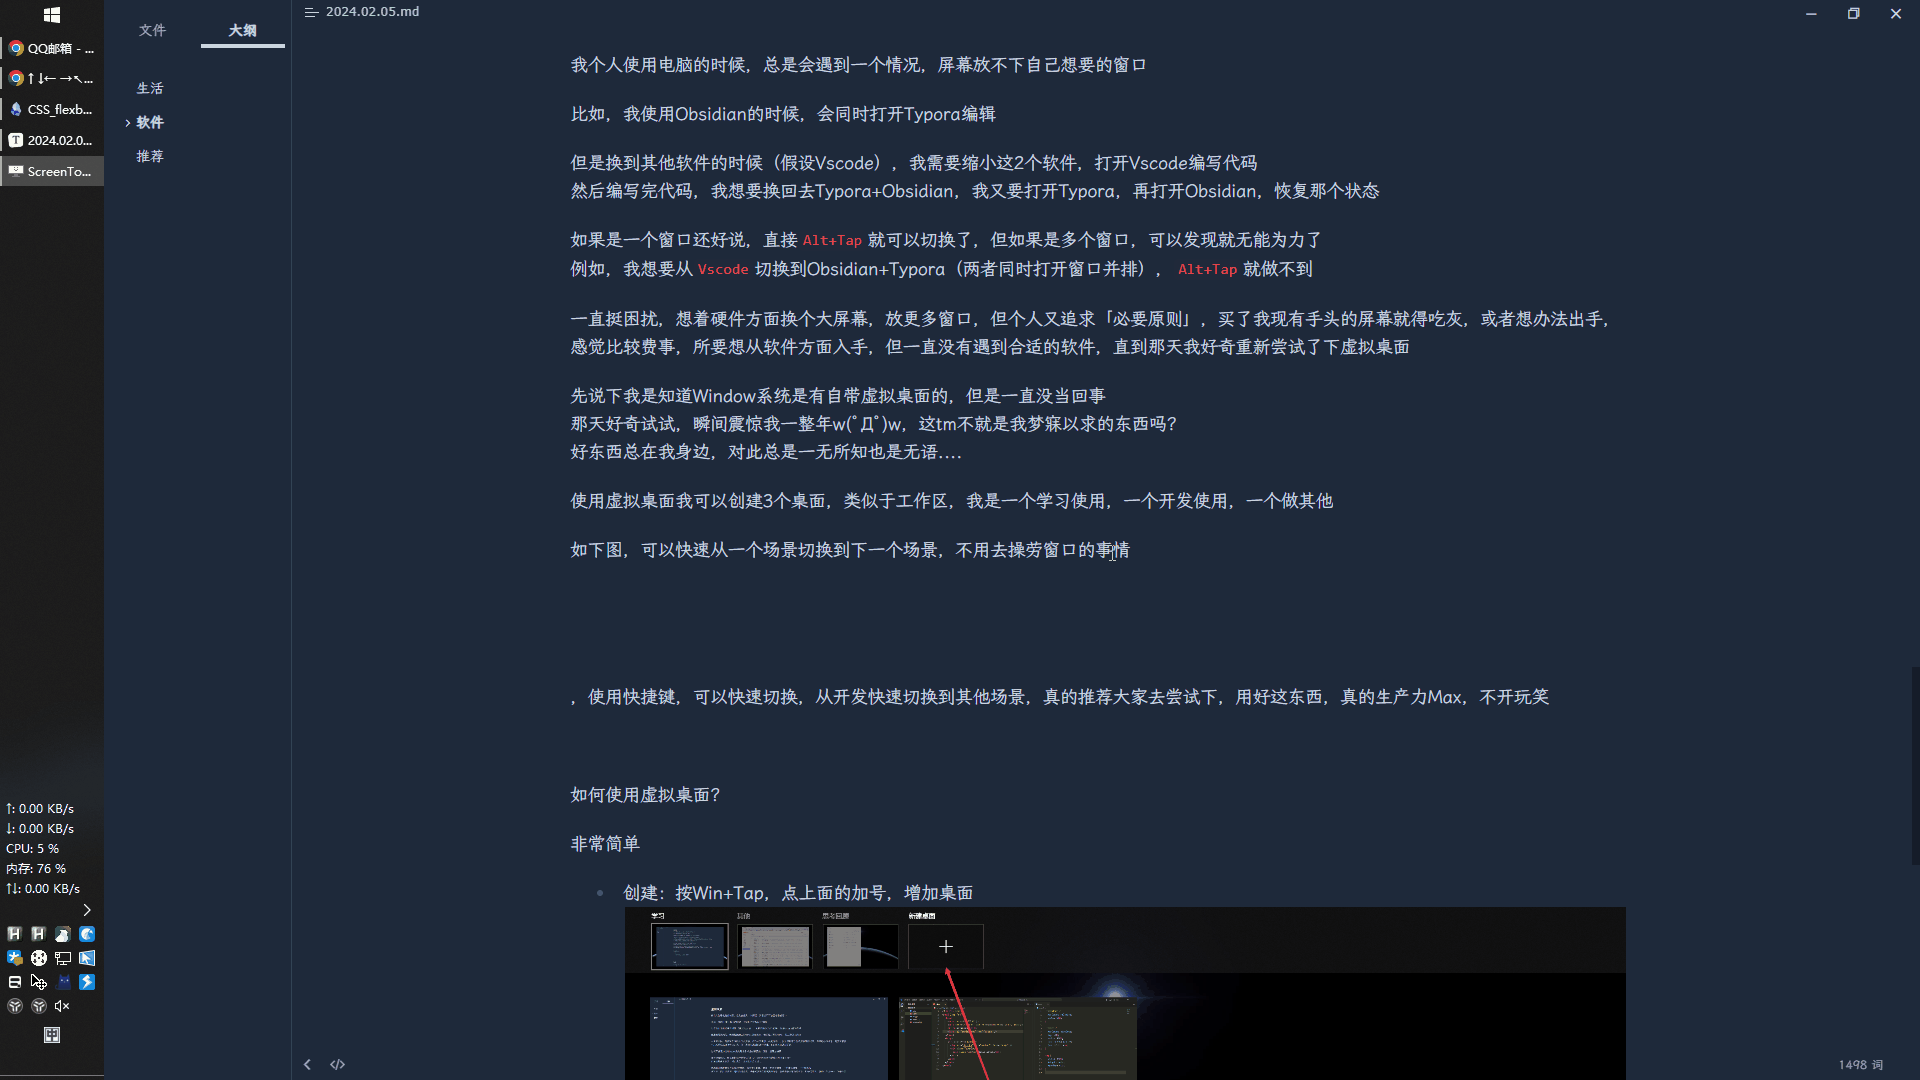 QQ邮箱 - ...
↑↓←→↖...
CSS_flexb...
2024.02.0...
ScreenTo...
↑: 0.00 KB/s
↓: 0.00 KB/s
CPU: 5 %
内存: 76 %
↑↓: 0.00 KB/s
文件
大纲
生活
软件
推荐
2024.02.05.md
我个人使用电脑的时候，总是会遇到一个情况，屏幕放不下自己想要的窗口
比如，我使用Obsidian的时候，会同时打开Typora编辑
但是换到其他软件的时候（假设Vscode），我需要缩小这2个软件，打开Vscode编写代码
然后编写完代码，我想要换回去Typora+Obsidian，我又要打开Typora，再打开Obsidian，恢复那个状态
如果是一个窗口还好说，直接 Alt+Tap 就可以切换了，但如果是多个窗口，可以发现就无能为力了
例如，我想要从 Vscode 切换到Obsidian+Typora（两者同时打开窗口并排）， Alt+Tap 就做不到
一直挺困扰，想着硬件方面换个大屏幕，放更多窗口，但个人又追求「必要原则」，买了我现有手头的屏幕就得吃灰，或者想办法出手，
感觉比较费事，所要想从软件方面入手，但一直没有遇到合适的软件，直到那天我好奇重新尝试了下虚拟桌面
先说下我是知道Window系统是有自带虚拟桌面的，但是一直没当回事
那天好奇试试，瞬间震惊我一整年w(ﾟДﾟ)w，这tm不就是我梦寐以求的东西吗？
好东西总在我身边，对此总是一无所知也是无语....
使用虚拟桌面我可以创建3个桌面，类似于工作区，我是一个学习使用，一个开发使用，一个做其他
如下图，可以快速从一个场景切换到下一个场景，不用去操劳窗口的事情
，使用快捷键，可以快速切换，从开发快速切换到其他场景，真的推荐大家去尝试下，用好这东西，真的生产力Max，不开玩笑
如何使用虚拟桌面？
非常简单
创建：按Win+Tap，点上面的加号，增加桌面
学习
其他
思考回顾
新建桌面
1498 词